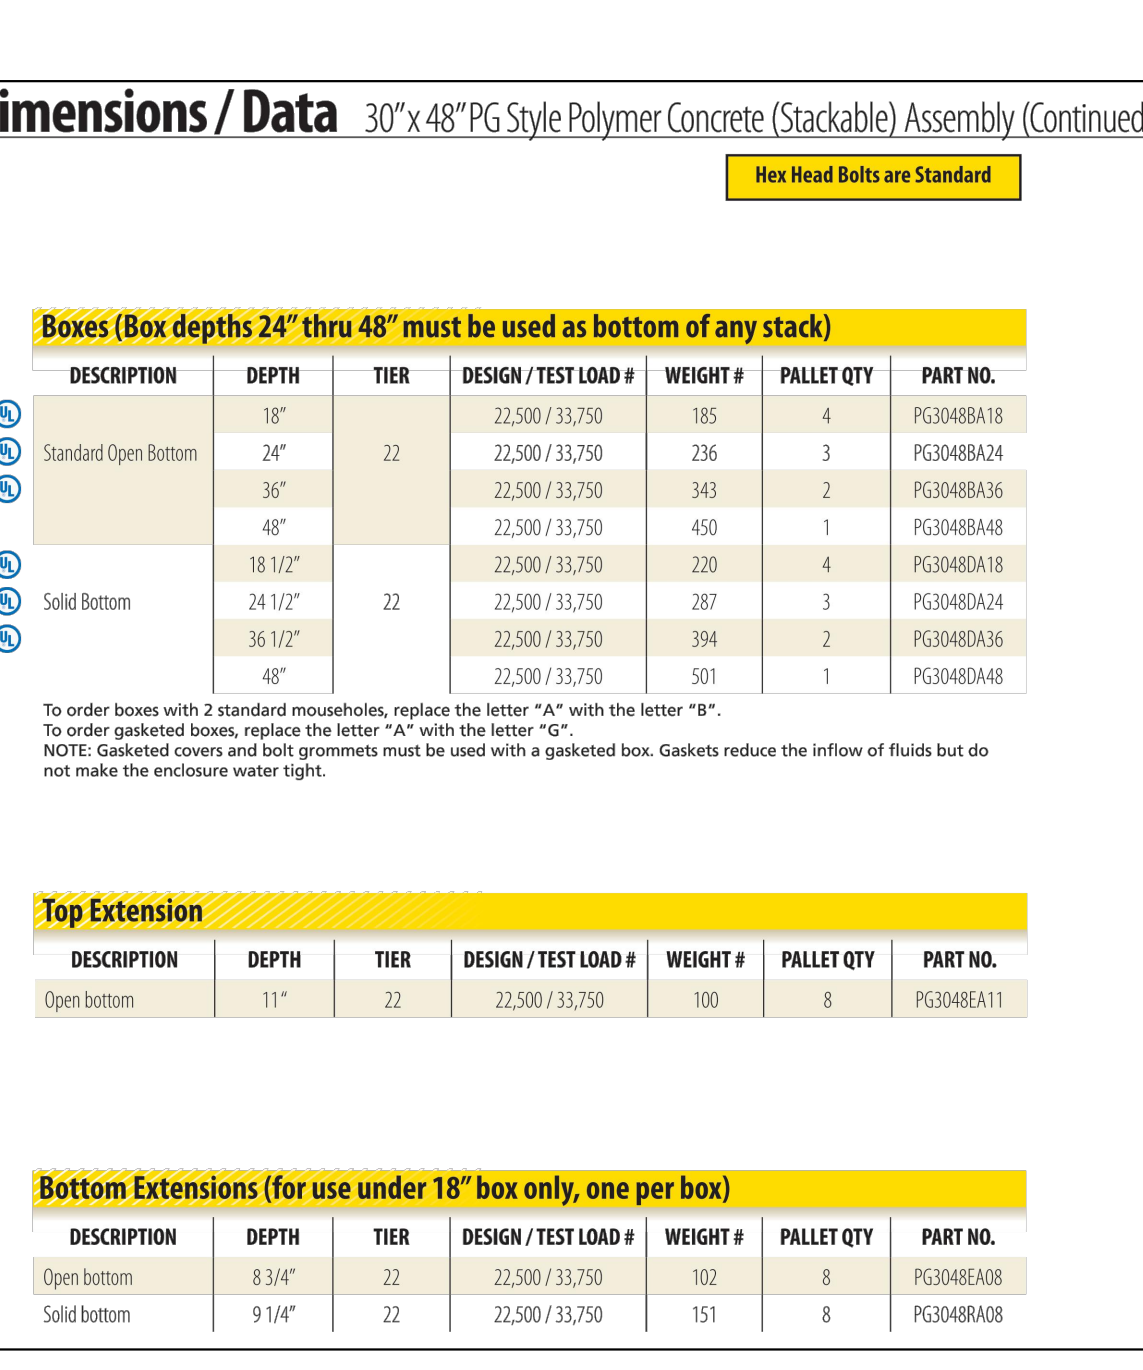 imensions / Data 30” x 48” PG Style Polymer Concrete (Stackable) Assembly (Continued
Hex Head Bolts are Standard
Boxes (Box depths 24” thru 48” must be used as bottom of any stack)
DESCRIPTION DEPTH TIER DESIGN / TEST LOAD # WEIGHT # PALLET QTY PART NO.
UL 18” 22,500 / 33,750 185 4 PG3048BA18
UL Standard Open Bottom 24” 22 22,500 / 33,750 236 3 PG3048BA24
UL 36” 22,500 / 33,750 343 2 PG3048BA36
48” 22,500 / 33,750 450 1 PG3048BA48
UL 18 1/2” 22,500 / 33,750 220 4 PG3048DA18
UL Solid Bottom 24 1/2” 22 22,500 / 33,750 287 3 PG3048DA24
UL 36 1/2” 22,500 / 33,750 394 2 PG3048DA36
48” 22,500 / 33,750 501 1 PG3048DA48
To order boxes with 2 standard mouseholes, replace the letter “A” with the letter “B”.
To order gasketed boxes, replace the letter “A” with the letter “G”.
NOTE: Gasketed covers and bolt grommets must be used with a gasketed box. Gaskets reduce the inflow of fluids but do
not make the enclosure water tight.
Top Extension
DESCRIPTION DEPTH TIER DESIGN / TEST LOAD # WEIGHT # PALLET QTY PART NO.
Open bottom 11“ 22 22,500 / 33,750 100 8 PG3048EA11
Bottom Extensions (for use under 18” box only, one per box)
DESCRIPTION DEPTH TIER DESIGN / TEST LOAD # WEIGHT # PALLET QTY PART NO.
Open bottom 8 3/4” 22 22,500 / 33,750 102 8 PG3048EA08
Solid bottom 9 1/4” 22 22,500 / 33,750 151 8 PG3048RA08